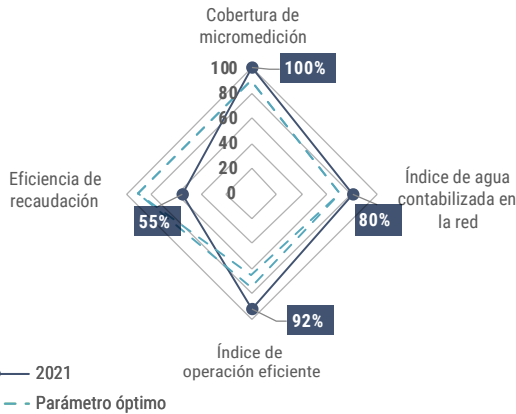 Cobertura de
micromedición
100
100%
80
60
40
20
0
Eficiencia de
recaudación
Índice de agua
contabilizada en
la red
55%
80%
92%
Índice de
operación eficiente
2021
Parámetro óptimo